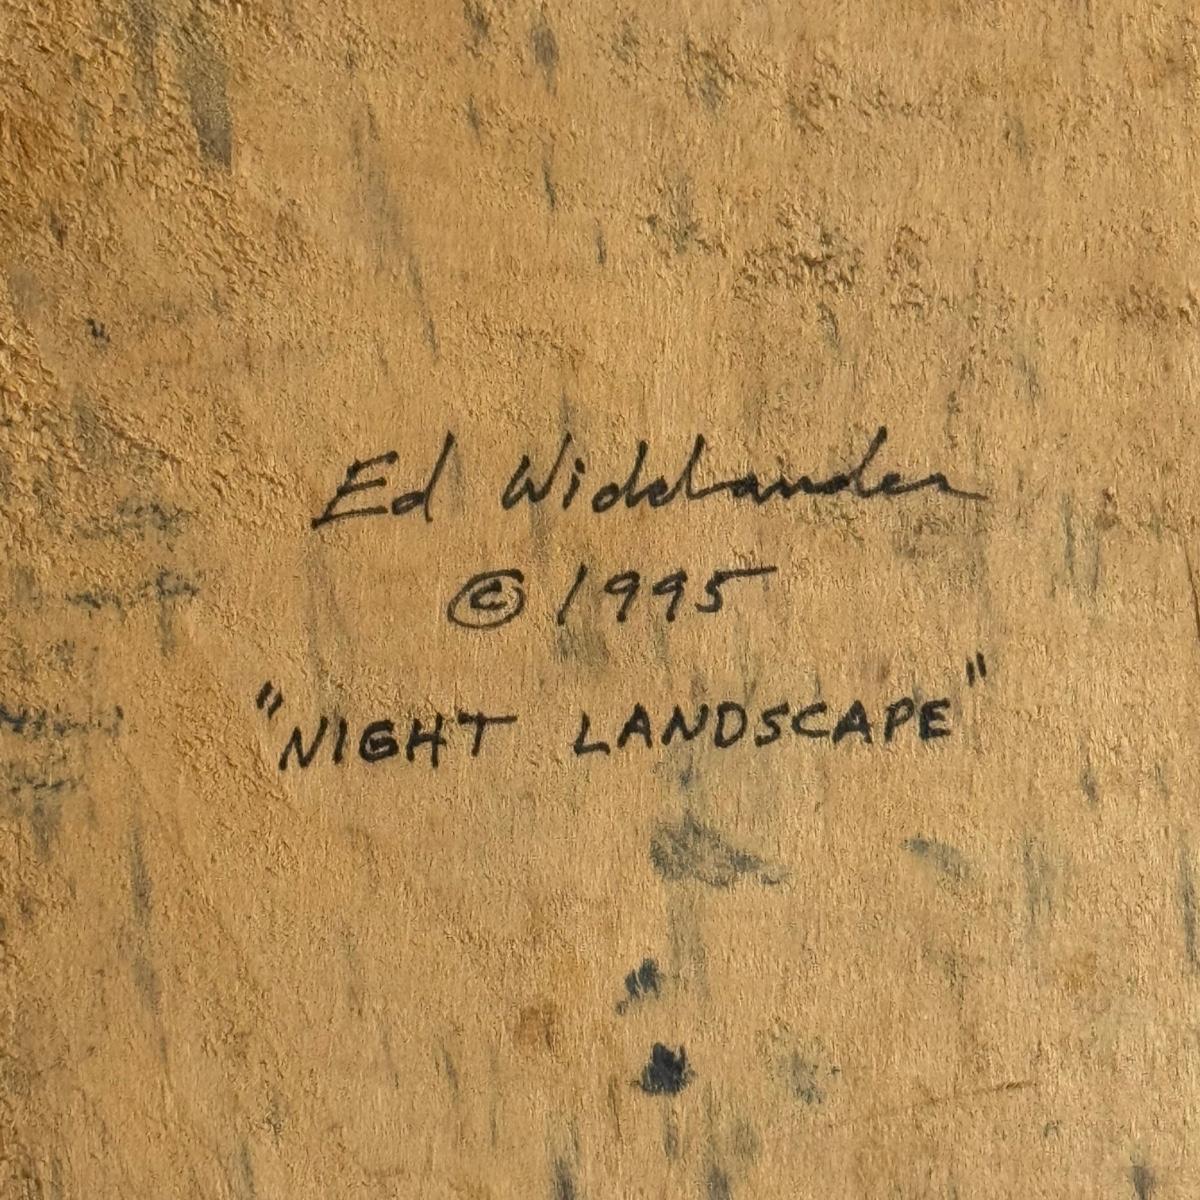 Ed Widelander
© 1995
"NIGHT LANDSCAPE"